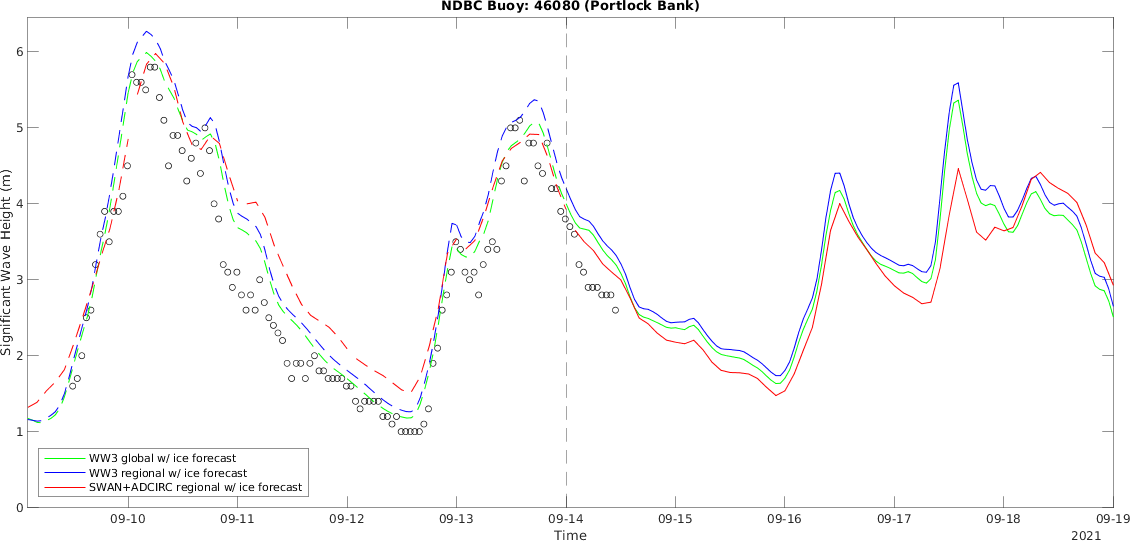 NDBC Buoy: 46080 (Portlock Bank)
Significant Wave Height (m)
6
5
4
3
2
1
0
WW3 global w/ ice forecast
WW3 regional w/ ice forecast
SWAN+ADCIRC regional w/ ice forecast
09-10 09-11 09-12 09-13 09-14 09-15 09-16 09-17 09-18 09-19
Time
2021